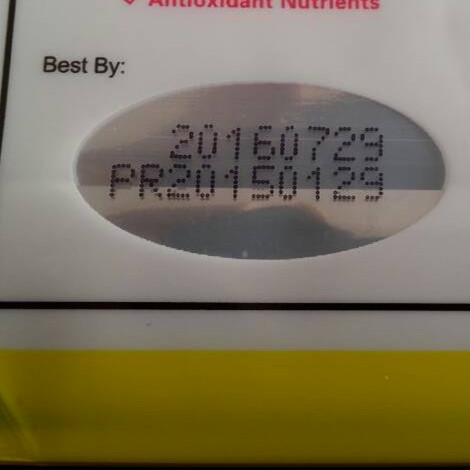 Antioxidant Nutrients
Best By:
20160729
PR20150129